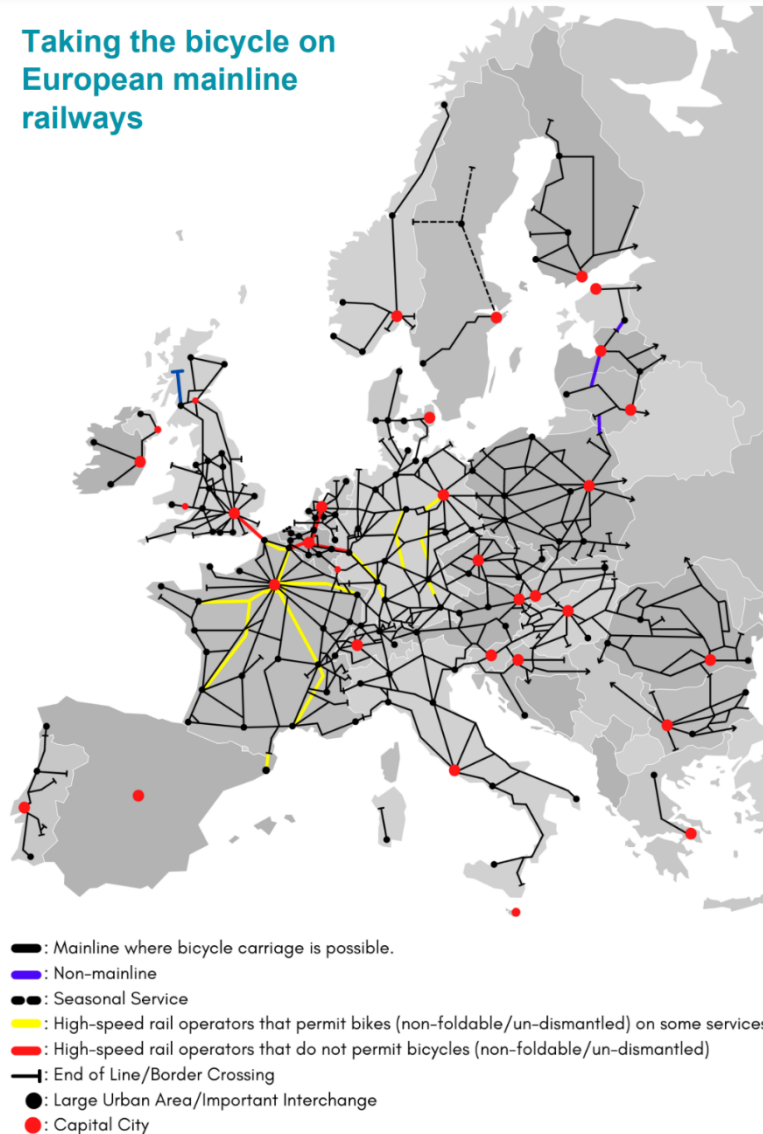 Taking the bicycle on
European mainline
railways
: Mainline where bicycle carriage is possible.
: Non-mainline
: Seasonal Service
: High-speed rail operators that permit bikes (non-foldable/un-dismantled) on some services
: High-speed rail operators that do not permit bicycles (non-foldable/un-dismantled)
: End of Line/Border Crossing
: Large Urban Area/Important Interchange
: Capital City